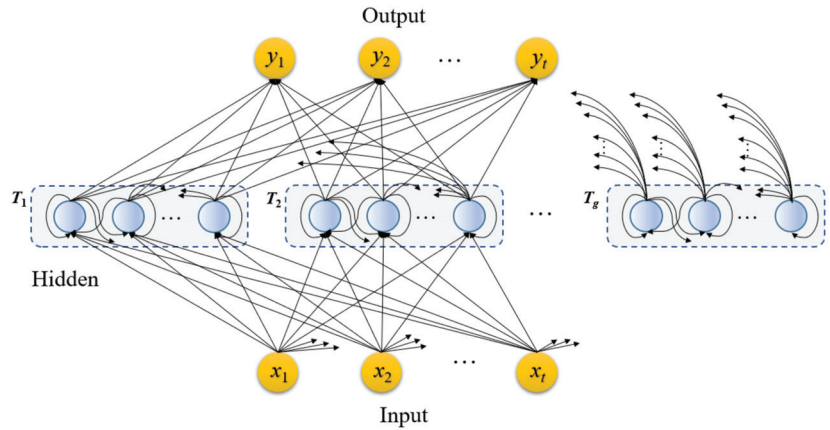 Output
y1 y2 ... yt
T1 ... T2 ... ... Tg ...
Hidden
x1 x2 ... xt
Input